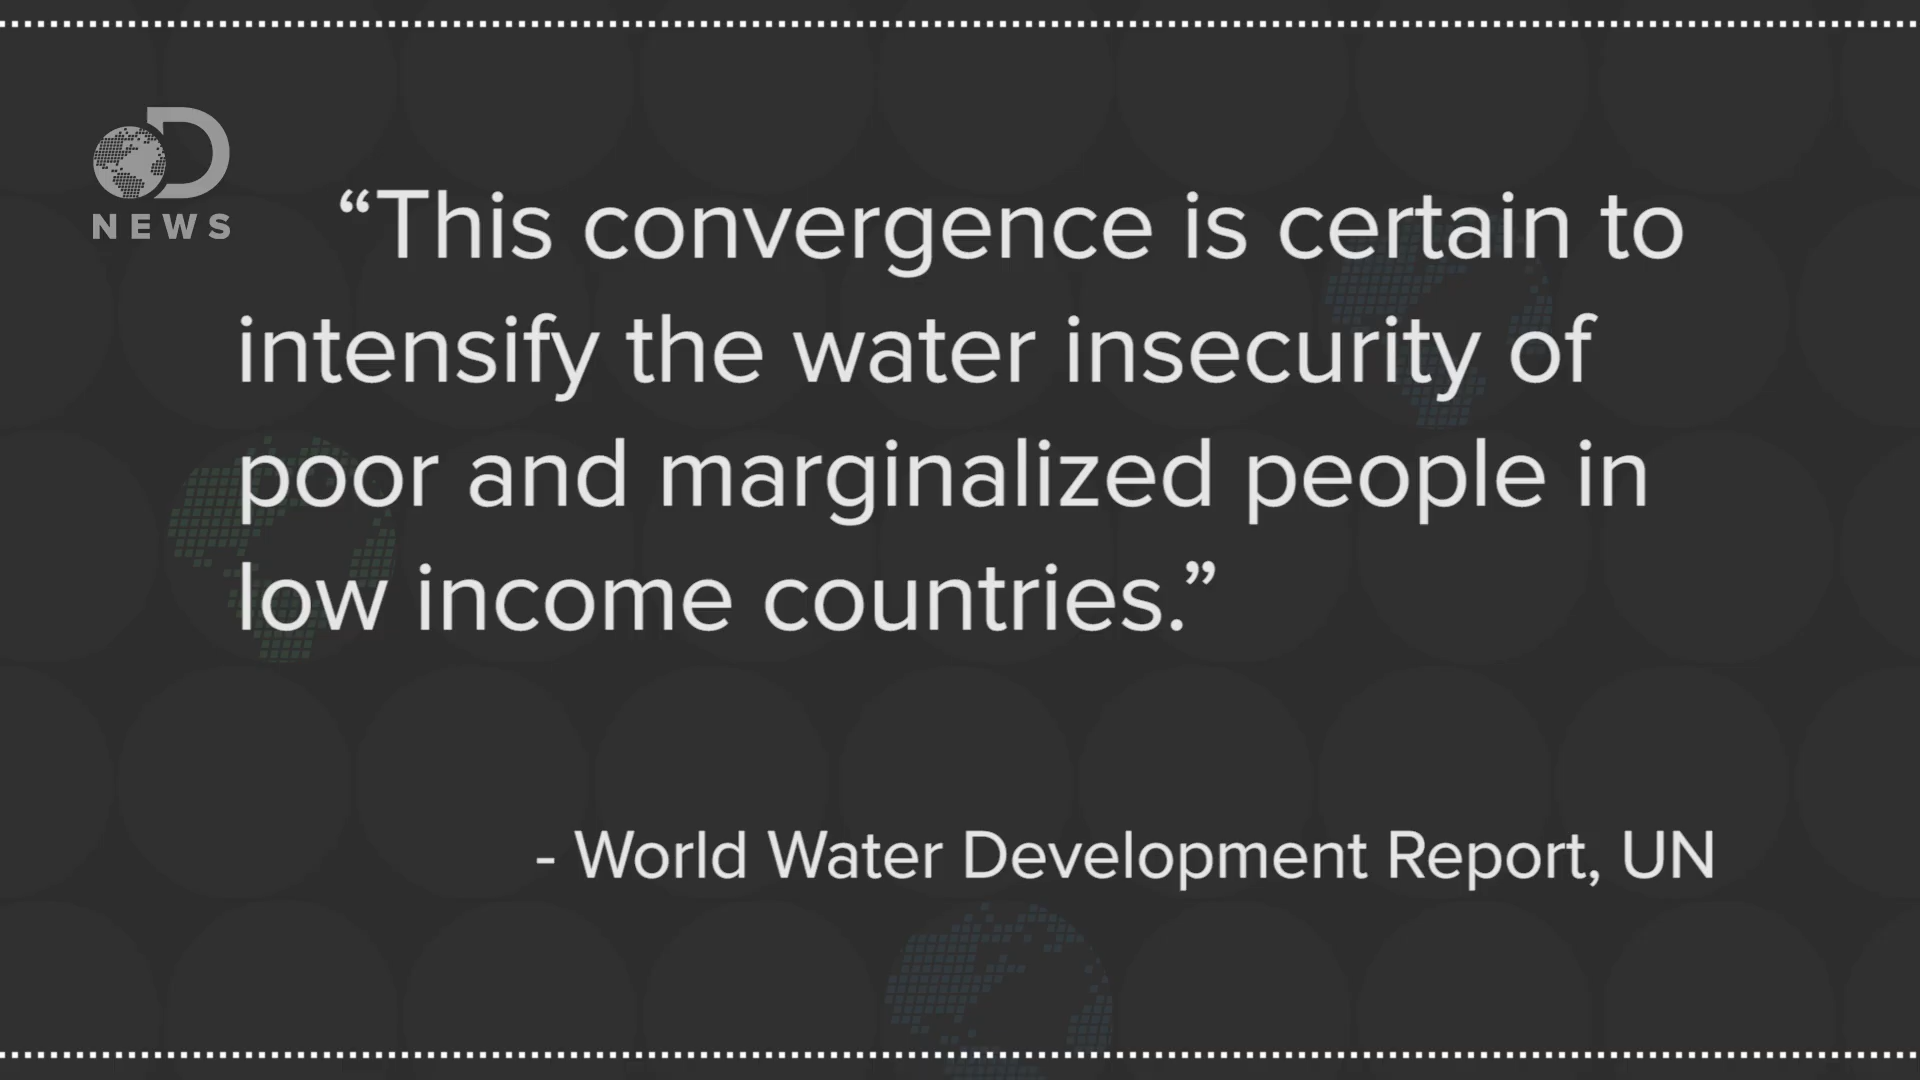 NEWS
“This convergence is certain to
intensify the water insecurity of
poor and marginalized people in
low income countries.”
- World Water Development Report, UN